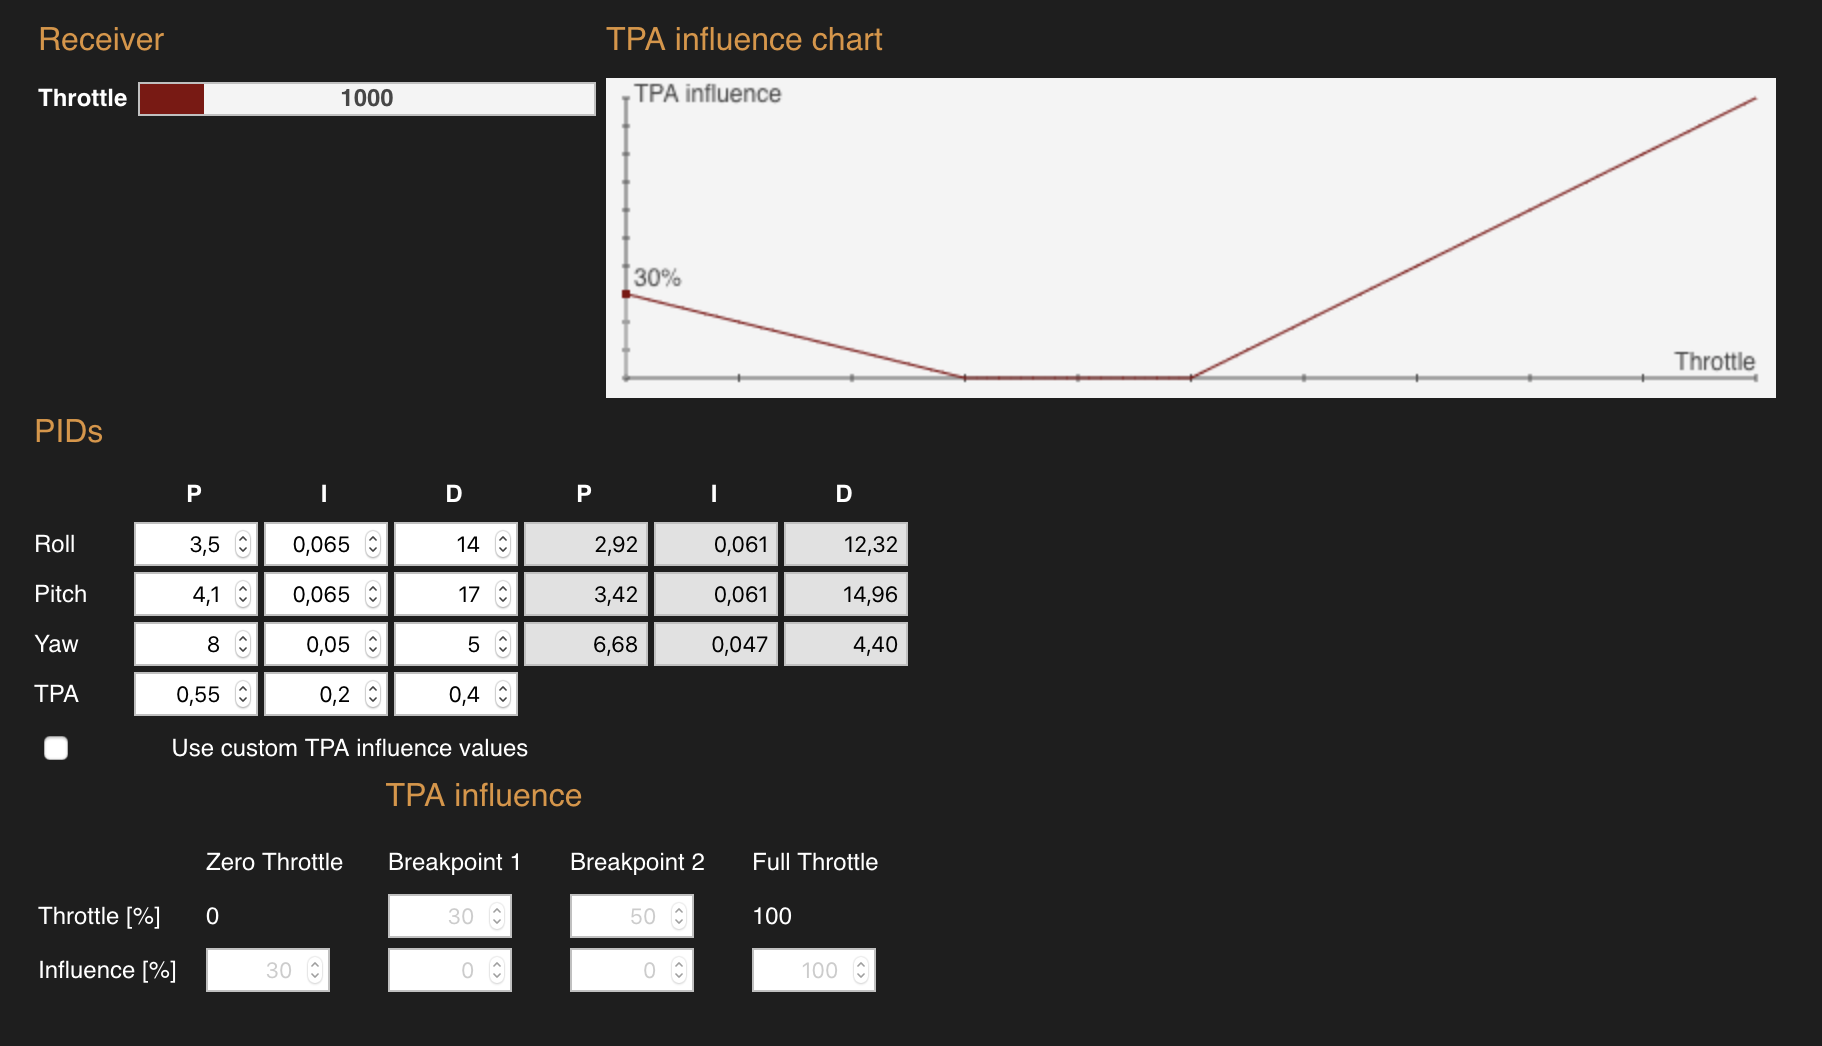 Receiver
Throttle 1000
TPA influence chart
TPA influence
30%
Throttle
PIDs
P I D P I D
Roll 3,5 0,065 14 2,92 0,061 12,32
Pitch 4,1 0,065 17 3,42 0,061 14,96
Yaw 8 0,05 5 6,68 0,047 4,40
TPA 0,55 0,2 0,4
Use custom TPA influence values
TPA influence
Zero Throttle Breakpoint 1 Breakpoint 2 Full Throttle
Throttle [%] 0 30 50 100
Influence [%] 30 0 0 100